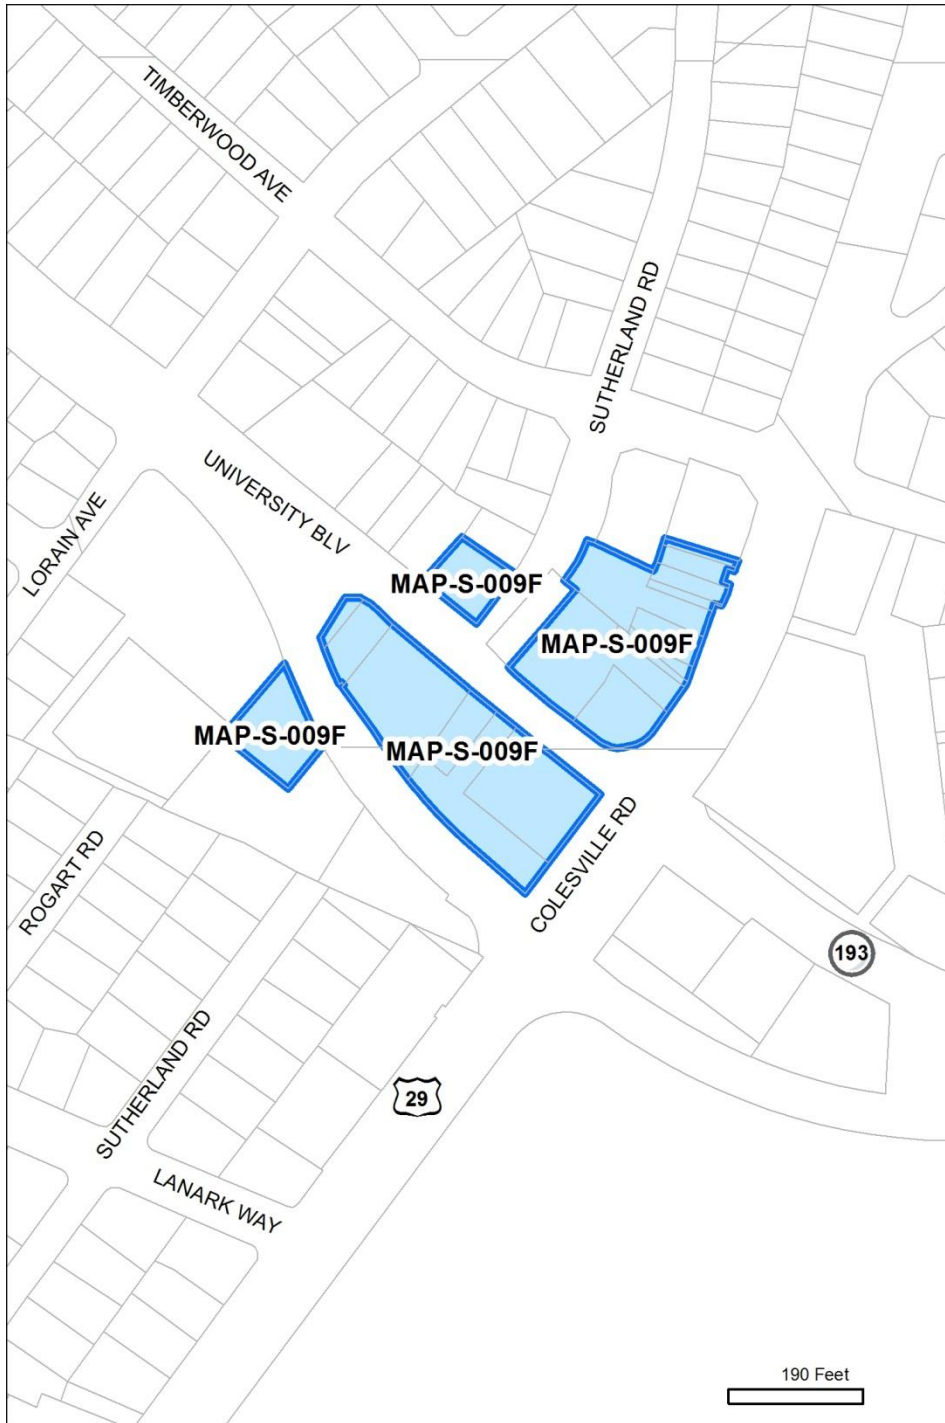 TIMBERWOOD AVE
SUTHERLAND RD
UNIVERSITY BLV
LORAIN AVE
MAP-S-009F
MAP-S-009F
MAP-S-009F
MAP-S-009F
COLESVILLE RD
ROGART RD
193
SUTHERLAND RD
29
LANARK WAY
190 Feet